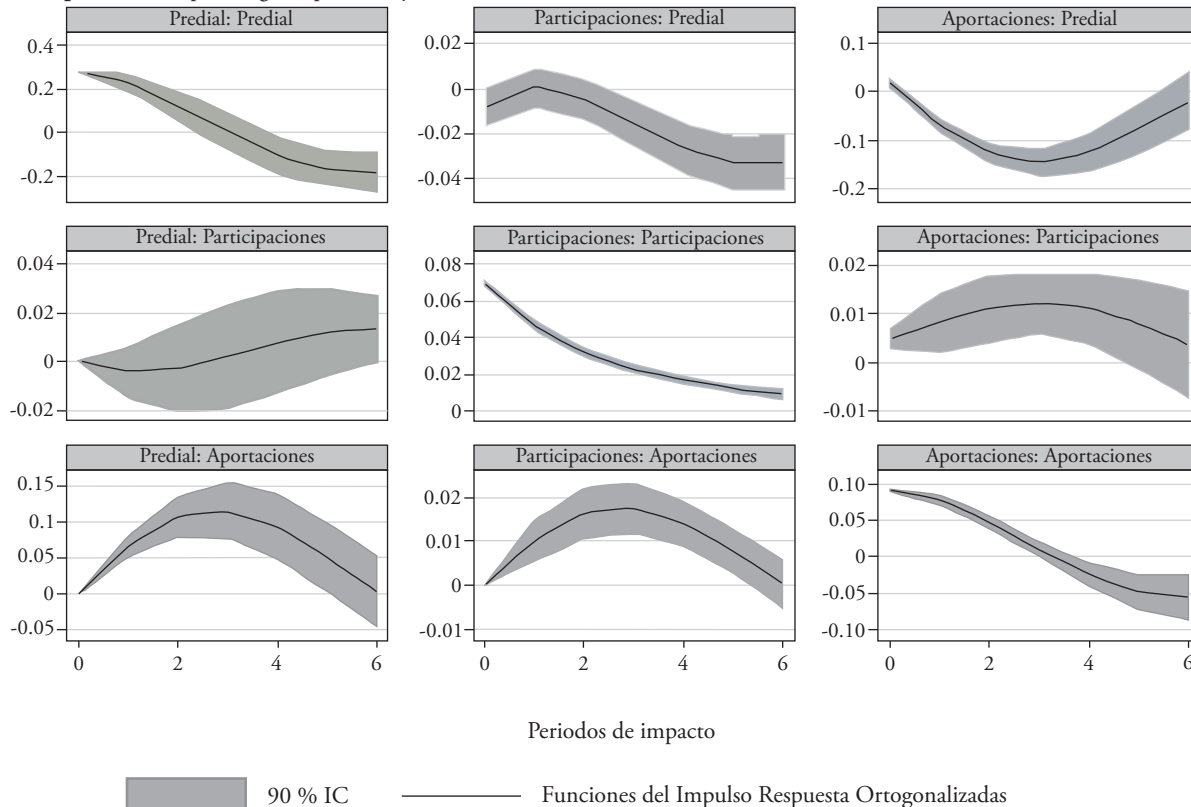 Predial: Predial
Participaciones: Predial
Aportaciones: Predial
0.4
0.2
0
-0.2
0.02
0
-0.02
-0.04
0.1
0
-0.1
-0.2
Predial: Participaciones
Participaciones: Participaciones
Aportaciones: Participaciones
0.04
0.02
0
-0.02
0.08
0.06
0.04
0.02
0
0.02
0.01
0
-0.01
Predial: Aportaciones
Participaciones: Aportaciones
Aportaciones: Aportaciones
0.15
0.1
0.05
0
-0.05
0.02
0.01
0
-0.01
0.10
0.05
0
-0.05
-0.10
0 2 4 6
0 2 4 6
0 2 4 6
Periodos de impacto
90 % IC
Funciones del Impulso Respuesta Ortogonalizadas